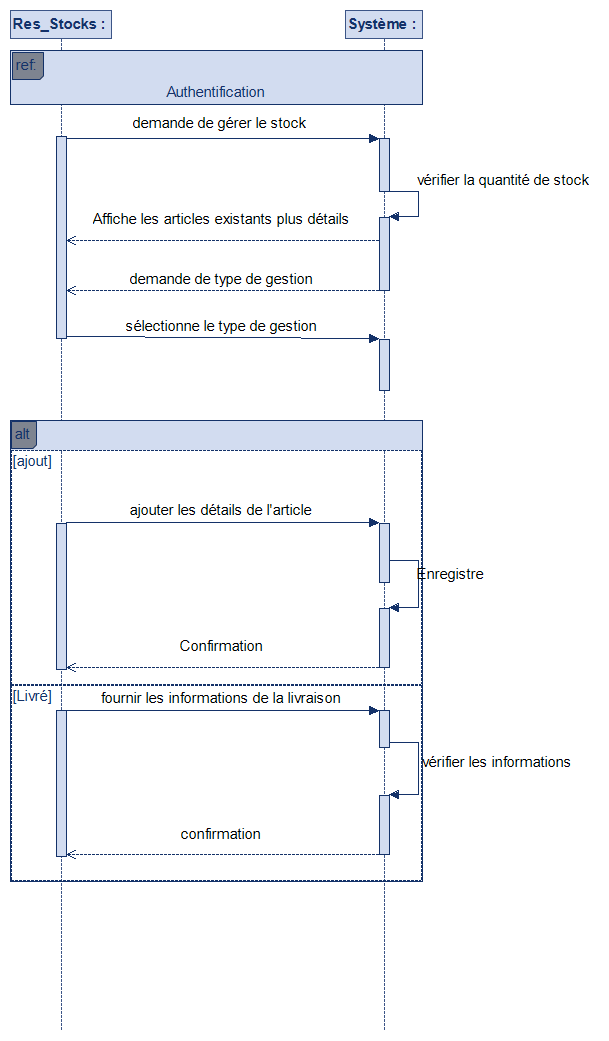 Res_Stocks :
Système :
ref:
Authentification
demande de gérer le stock
vérifier la quantité de stock
Affiche les articles existants plus détails
demande de type de gestion
sélectionne le type de gestion
alt
[ajout]
ajouter les détails de l'article
Enregistre
Confirmation
[Livré]
fournir les informations de la livraison
vérifier les informations
confirmation